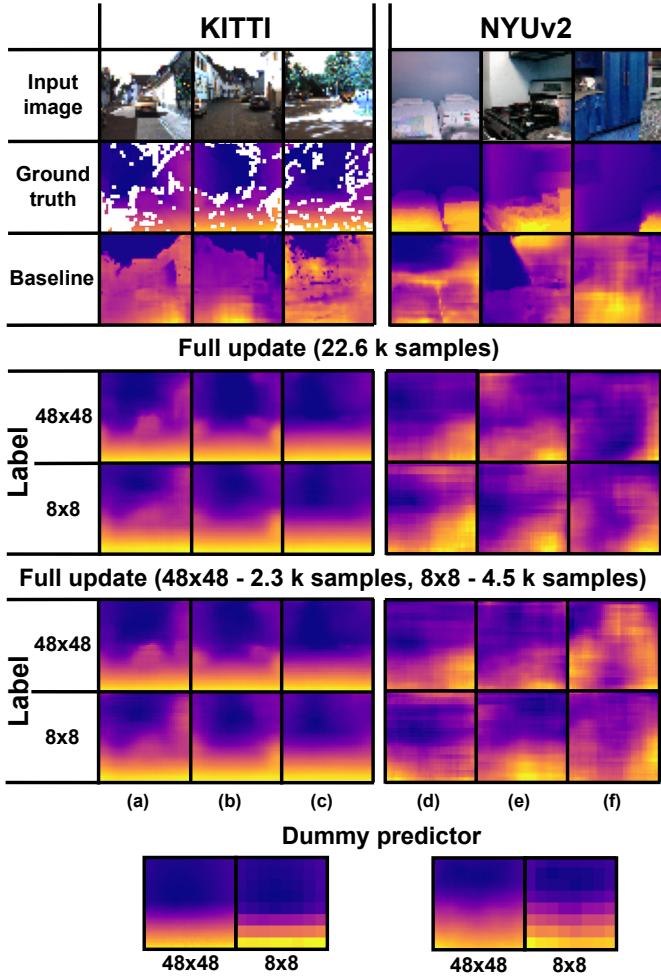 KITTI NYUv2
Input
image
Ground
truth
Baseline
Full update (22.6 k samples)
Label
48x48
8x8
Full update (48x48 - 2.3 k samples, 8x8 - 4.5 k samples)
Label
48x48
8x8
(a) (b) (c) (d) (e) (f)
Dummy predictor
48x48 8x8 48x48 8x8